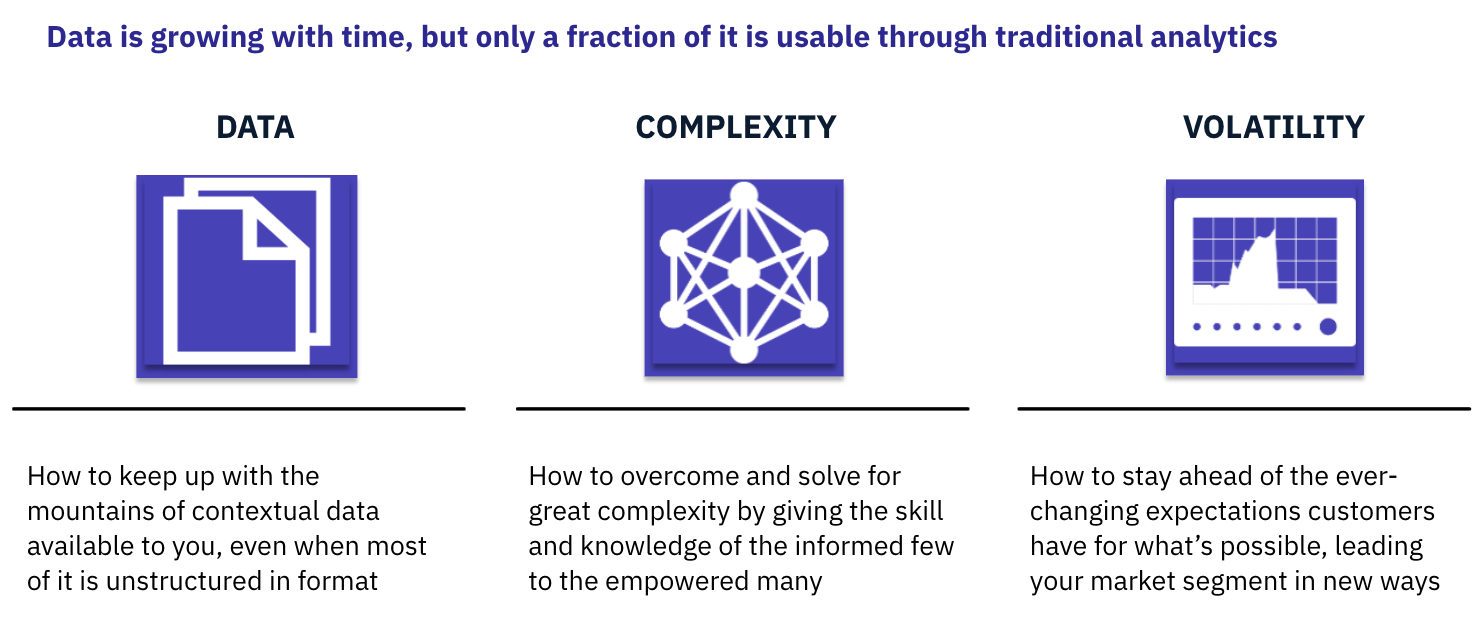 Data is growing with time, but only a fraction of it is usable through traditional analytics
DATA
COMPLEXITY
VOLATILITY
How to keep up with the
mountains of contextual data
available to you, even when most
of it is unstructured in format
How to overcome and solve for
great complexity by giving the skill
and knowledge of the informed few
to the empowered many
How to stay ahead of the ever-
changing expectations customers
have for what’s possible, leading
your market segment in new ways